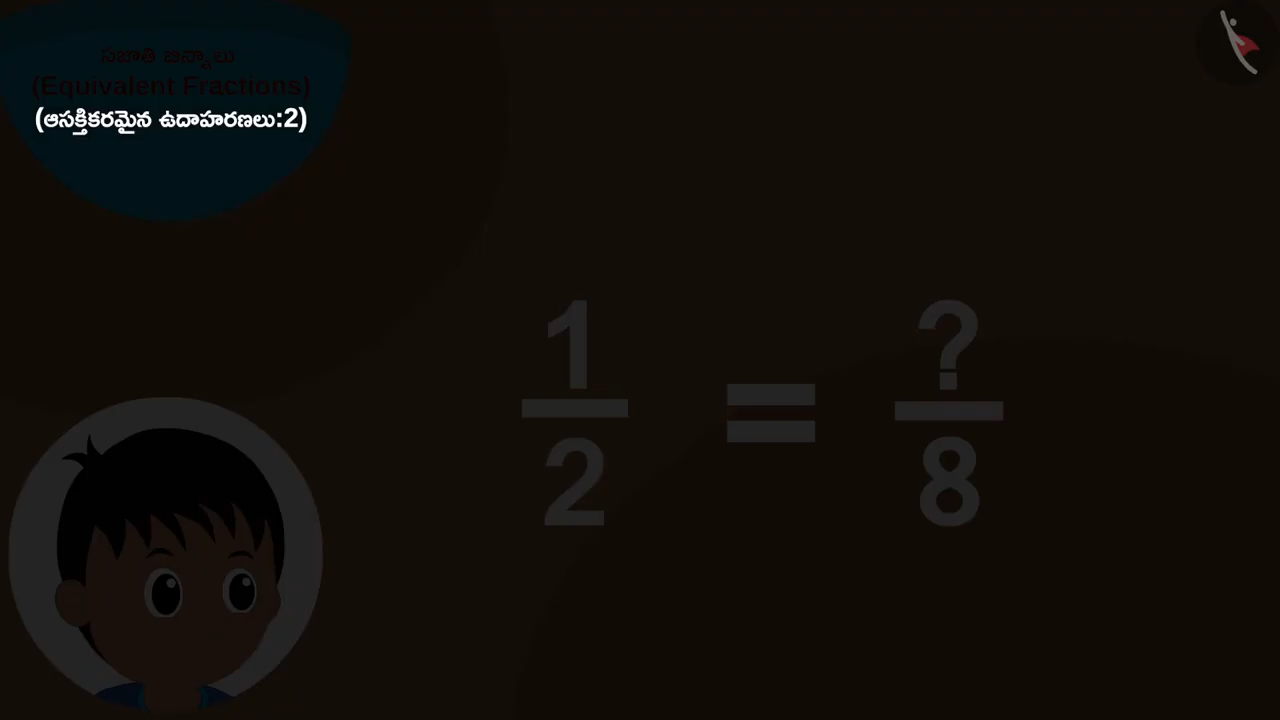 సజాతి భిన్నాలు
(Equivalent Fractions)
(ఆసక్తికరమైన ఉదాహరణలు:2)
1/2 = ?/8